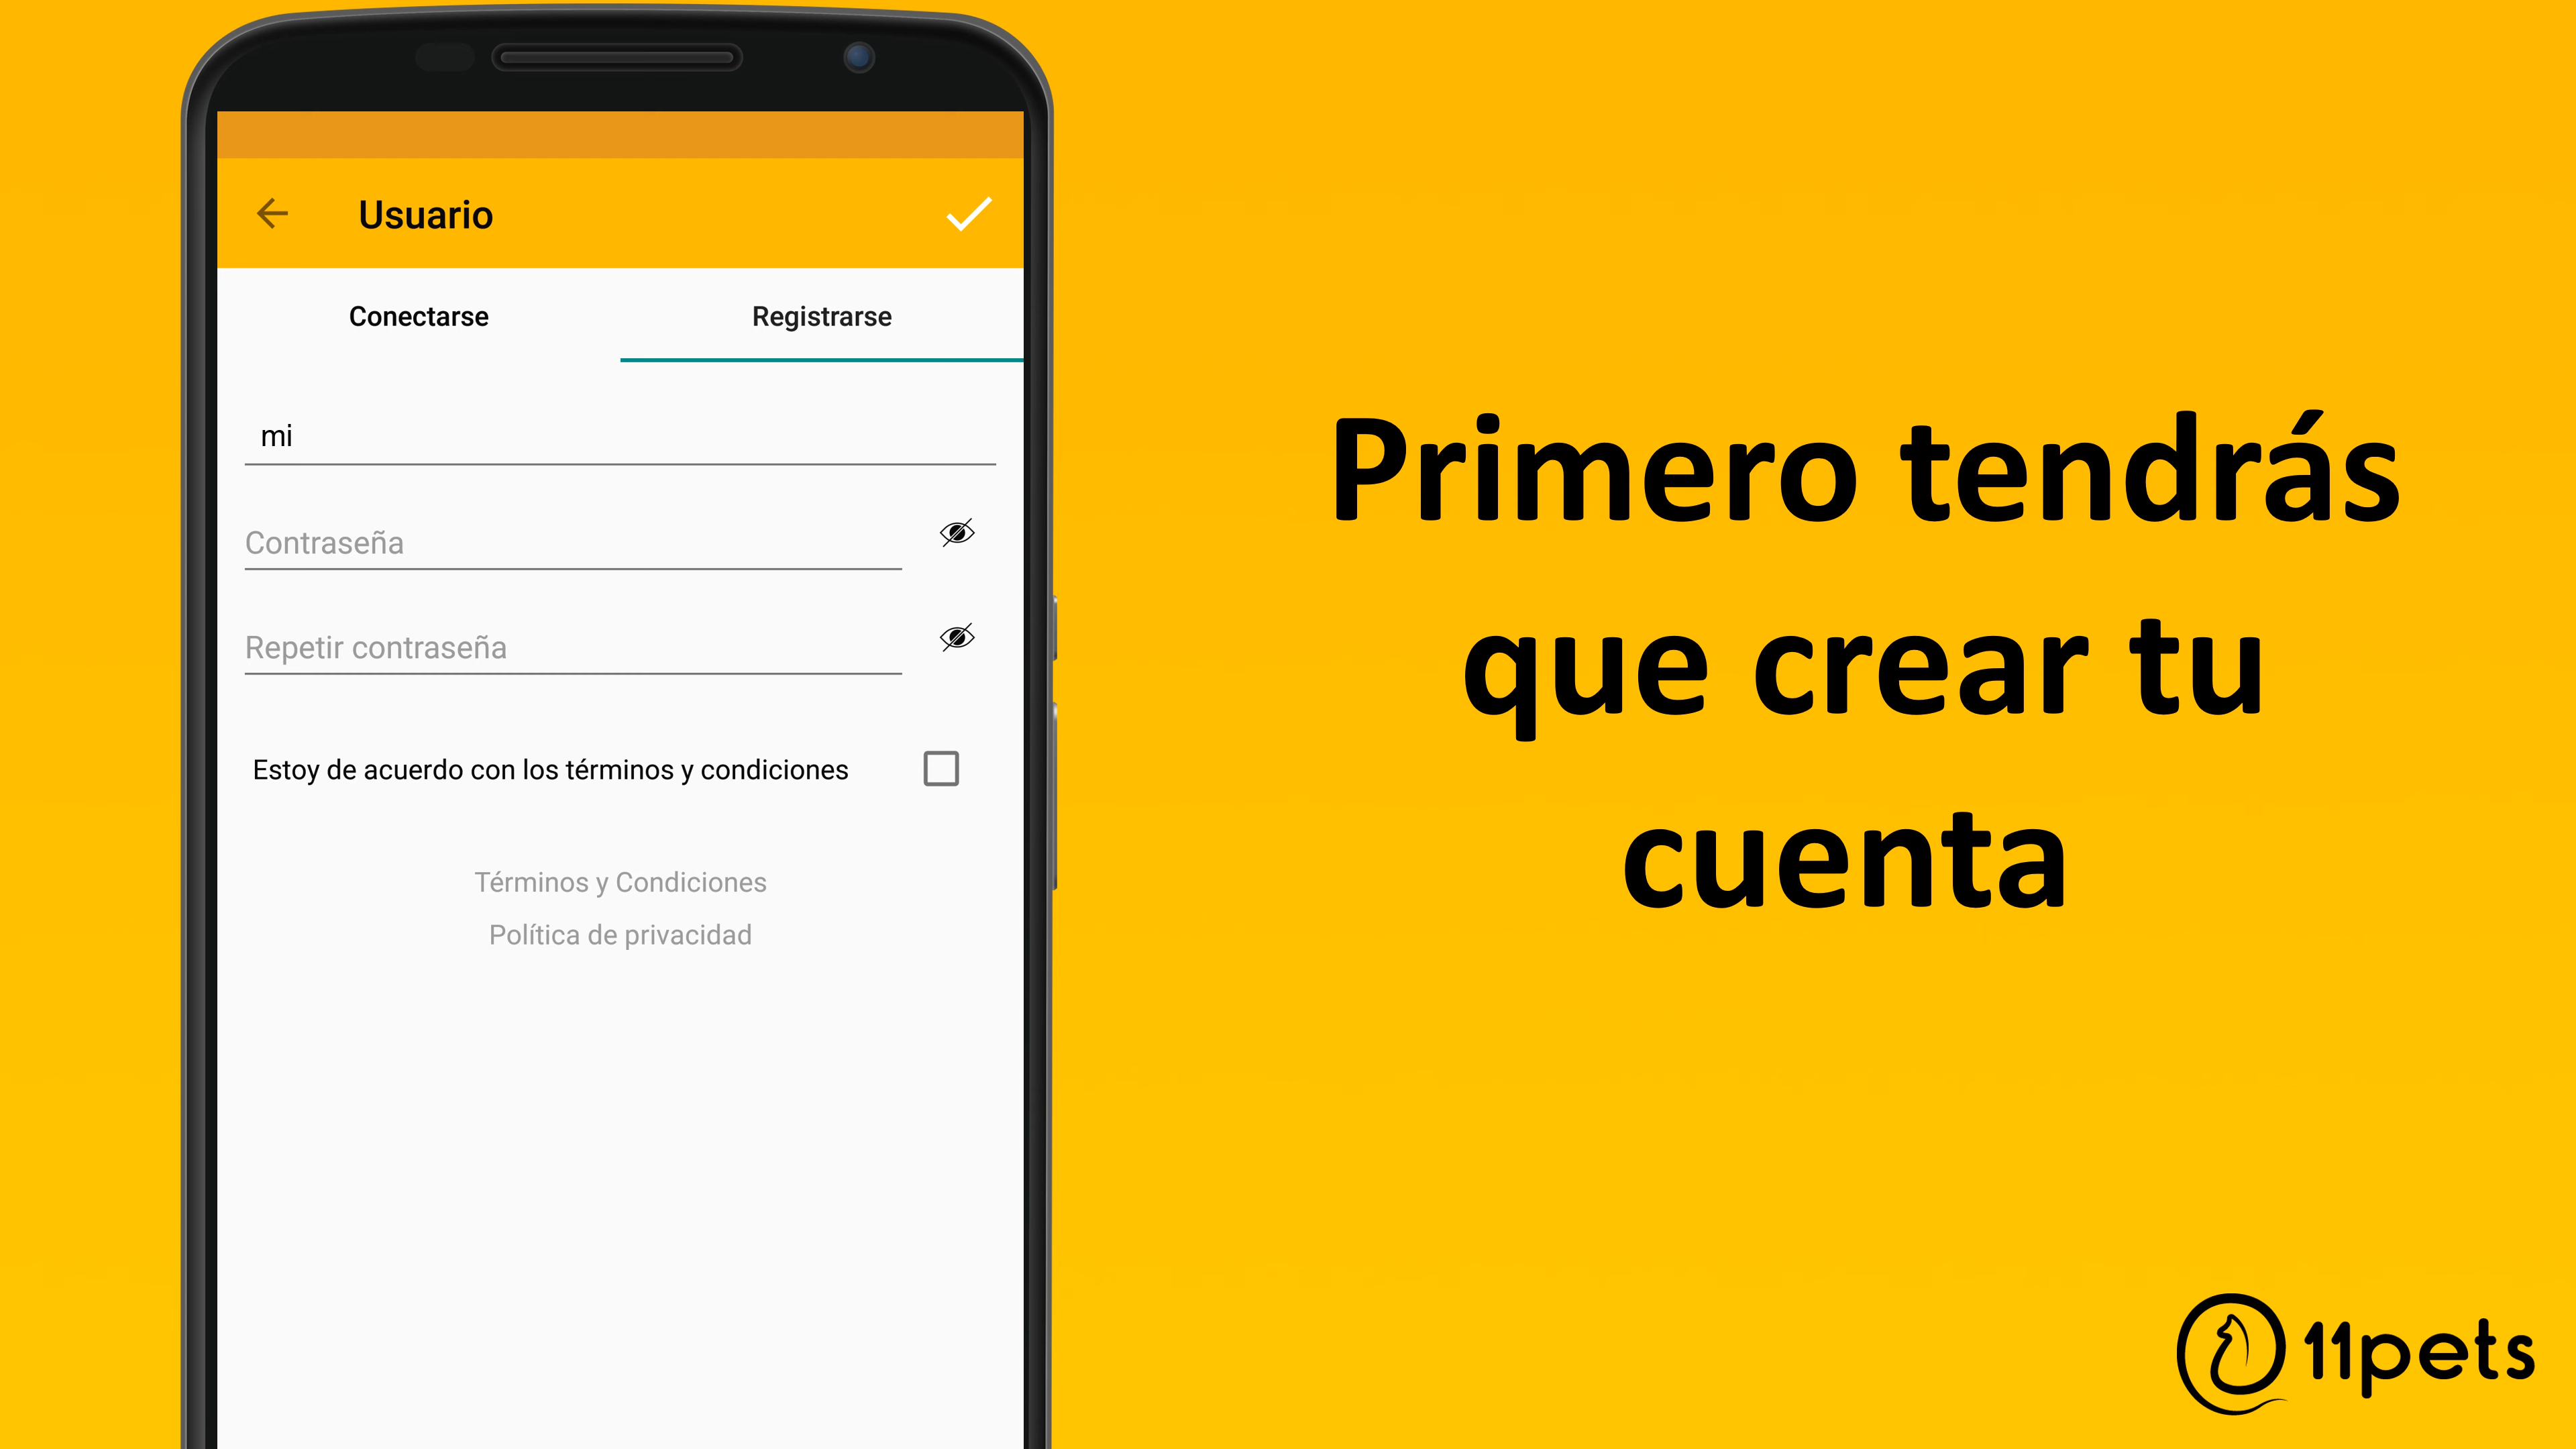 Usuario
Conectarse
Registrarse
mi
Contraseña
Repetir contraseña
Estoy de acuerdo con los términos y condiciones
Términos y Condiciones
Política de privacidad
Primero tendrás
que crear tu
cuenta
11pets